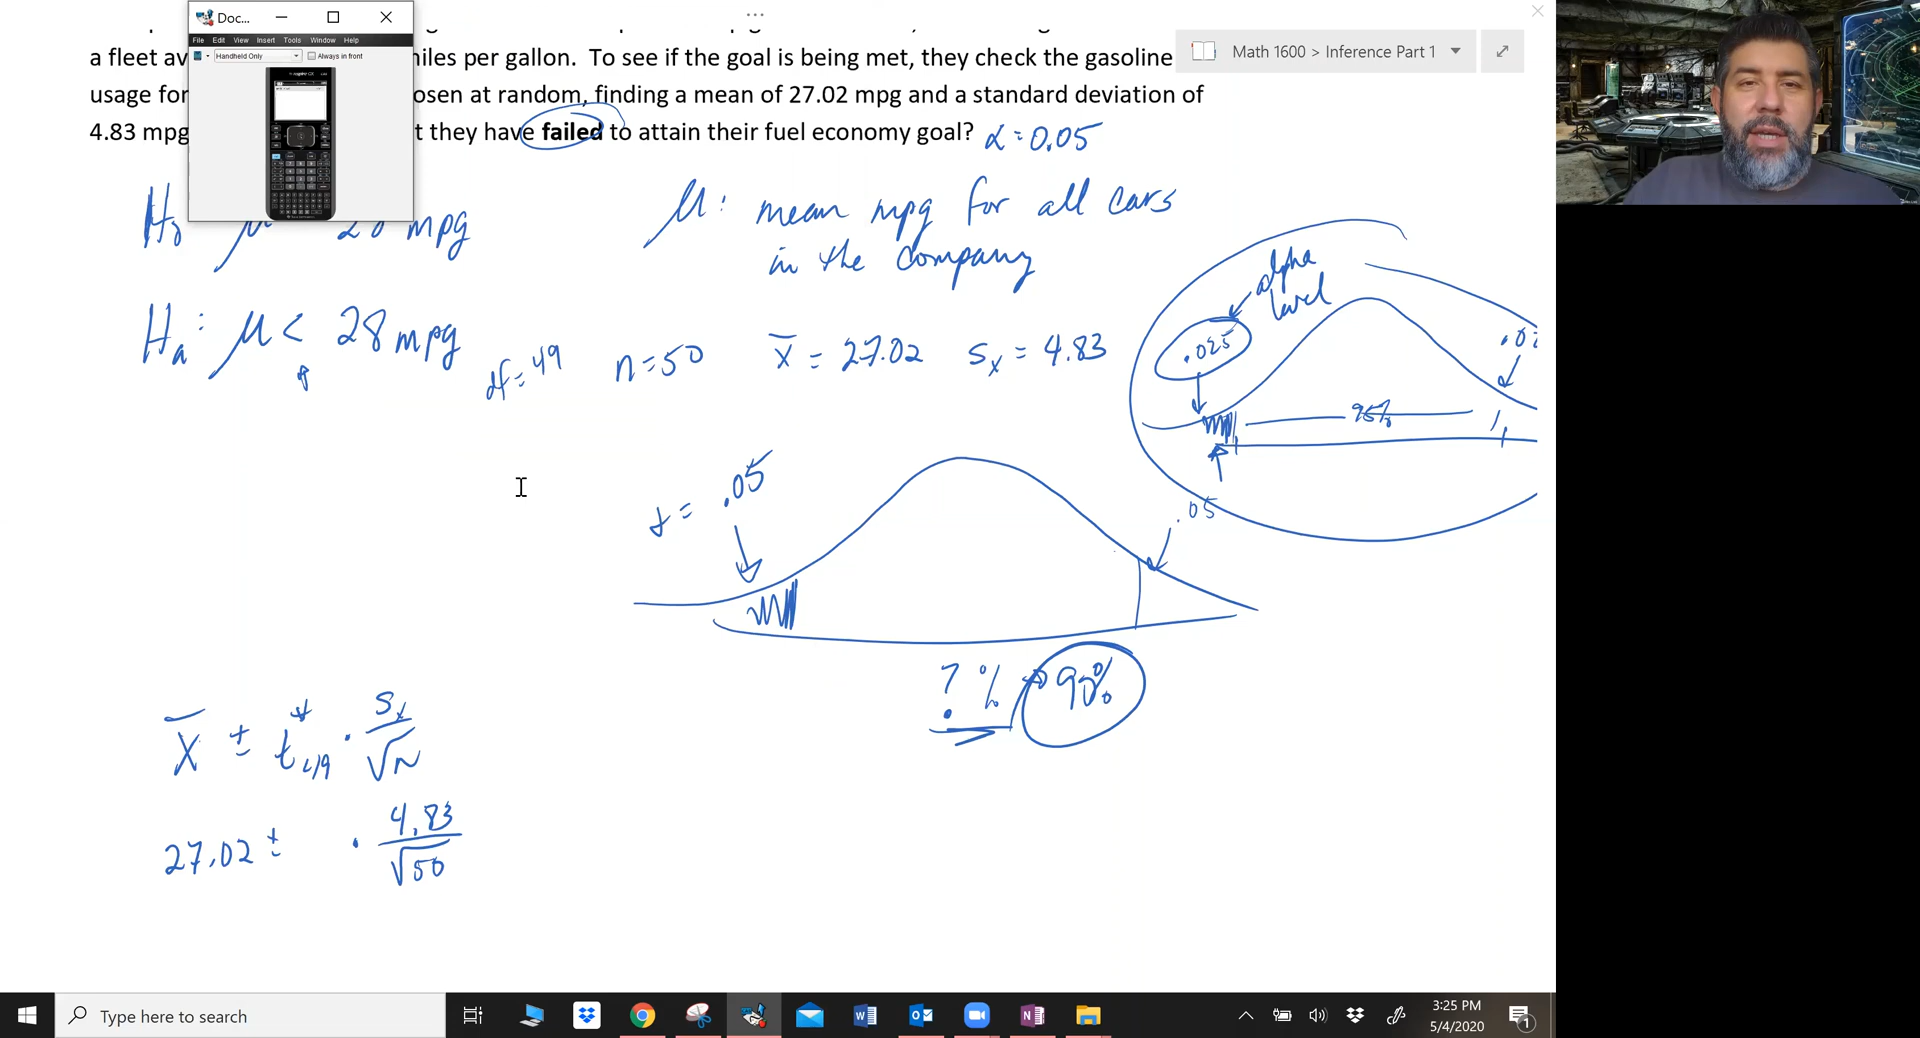 Doc...
File Edit View Insert Tools Window Help
Handheld Only
Always in front
Math 1600 > Inference Part 1
a fleet av
miles per gallon. To see if the goal is being met, they check the gasoline
usage for
osen at random, finding a mean of 27.02 mpg and a standard deviation of
4.83 mpg
t they have failed to attain their fuel economy goal? α = 0.05
H₀ μ 28 mpg
μ : mean mpg for all cars
in the company
Hₐ : μ < 28 mpg
df = 49
n = 50
x̄ = 27.02
sₓ = 4.83
alpha
level
.025
95%
.05
.05
? %
90%
x̄ ± t*₄₉ · sₓ/√n
27.02 ± · 4.83/√50
Type here to search
3:25 PM
5/4/2020
1